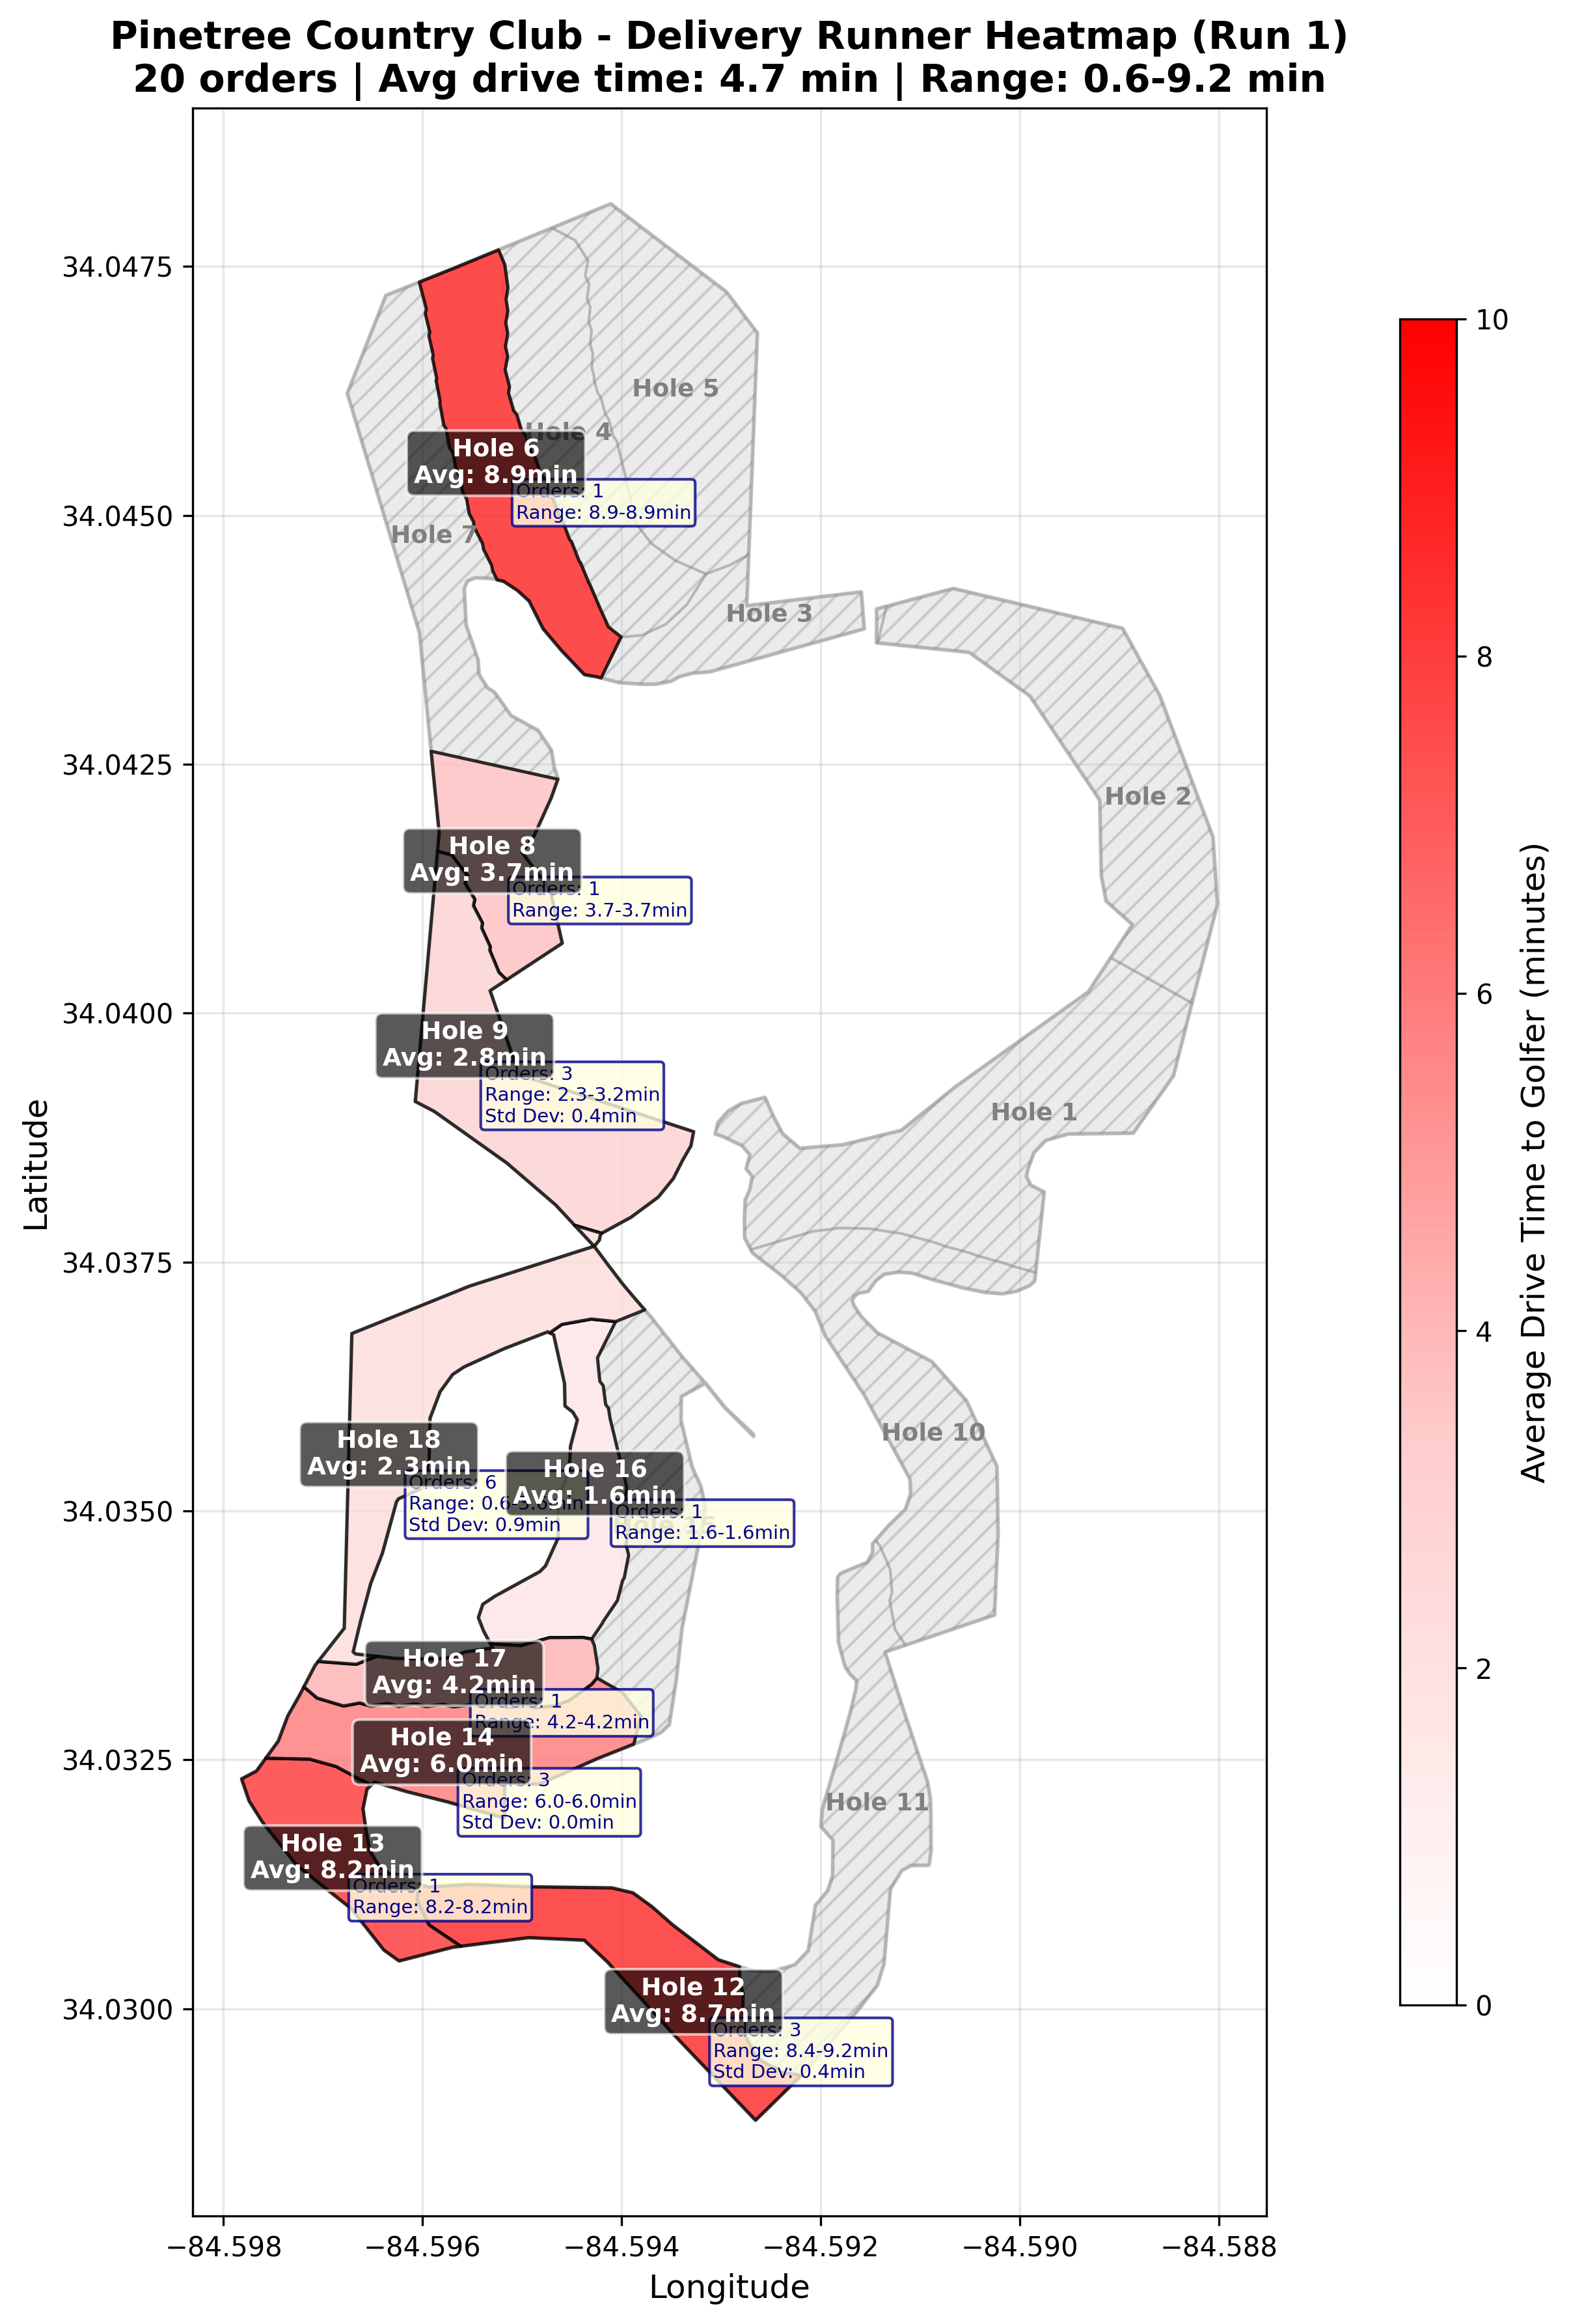 Pinetree Country Club - Delivery Runner Heatmap (Run 1)
20 orders | Avg drive time: 4.7 min | Range: 0.6-9.2 min
Latitude
34.0475
34.0450
34.0425
34.0400
34.0375
34.0350
34.0325
34.0300
Hole 5
Hole 4
Hole 6
Avg: 8.9min
Orders: 1
Range: 8.9-8.9min
Hole 7
Hole 3
Hole 2
Hole 8
Avg: 3.7min
Orders: 1
Range: 3.7-3.7min
Hole 9
Avg: 2.8min
Orders: 3
Range: 2.3-3.2min
Std Dev: 0.4min
Hole 1
Hole 10
Hole 18
Avg: 2.3min
Orders: 6
Range: 0.6-
Std Dev: 0.9min
Hole 16
Avg: 1.6min
Orders: 1
Range: 1.6-1.6min
Hole 17
Avg: 4.2min
Orders: 1
Range: 4.2-4.2min
Hole 14
Avg: 6.0min
Orders: 3
Range: 6.0-6.0min
Std Dev: 0.0min
Hole 11
Hole 13
Avg: 8.2min
Orders: 1
Range: 8.2-8.2min
Hole 12
Avg: 8.7min
Orders: 3
Range: 8.4-9.2min
Std Dev: 0.4min
−84.598
−84.596
−84.594
−84.592
−84.590
−84.588
Longitude
10
8
6
4
2
0
Average Drive Time to Golfer (minutes)